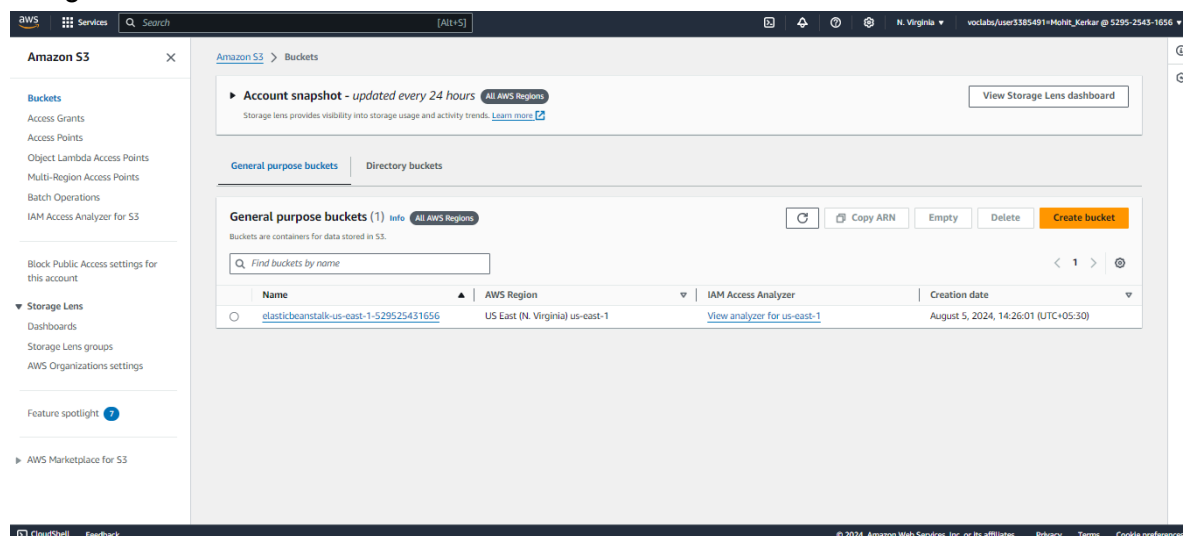 aws Services Search [Alt+S] N. Virginia ▼ voclabs/user3385491=Mohit_Kerkar @ 5295-2543-1656 ▼
Amazon S3
Buckets
Access Grants
Access Points
Object Lambda Access Points
Multi-Region Access Points
Batch Operations
IAM Access Analyzer for S3
Block Public Access settings for
this account
Storage Lens
Dashboards
Storage Lens groups
AWS Organizations settings
Feature spotlight 7
AWS Marketplace for S3
Amazon S3 > Buckets
Account snapshot - updated every 24 hours All AWS Regions
View Storage Lens dashboard
Storage lens provides visibility into storage usage and activity trends. Learn more
General purpose buckets Directory buckets
General purpose buckets (1) Info All AWS Regions
Copy ARN Empty Delete Create bucket
Buckets are containers for data stored in S3.
Find buckets by name
< 1 >
Name AWS Region IAM Access Analyzer Creation date
elasticbeanstalk-us-east-1-529525431656 US East (N. Virginia) us-east-1 View analyzer for us-east-1 August 5, 2024, 14:26:01 (UTC+05:30)
CloudShell Feedback © 2024, Amazon Web Services, Inc. or its affiliates. Privacy Terms Cookie preferences